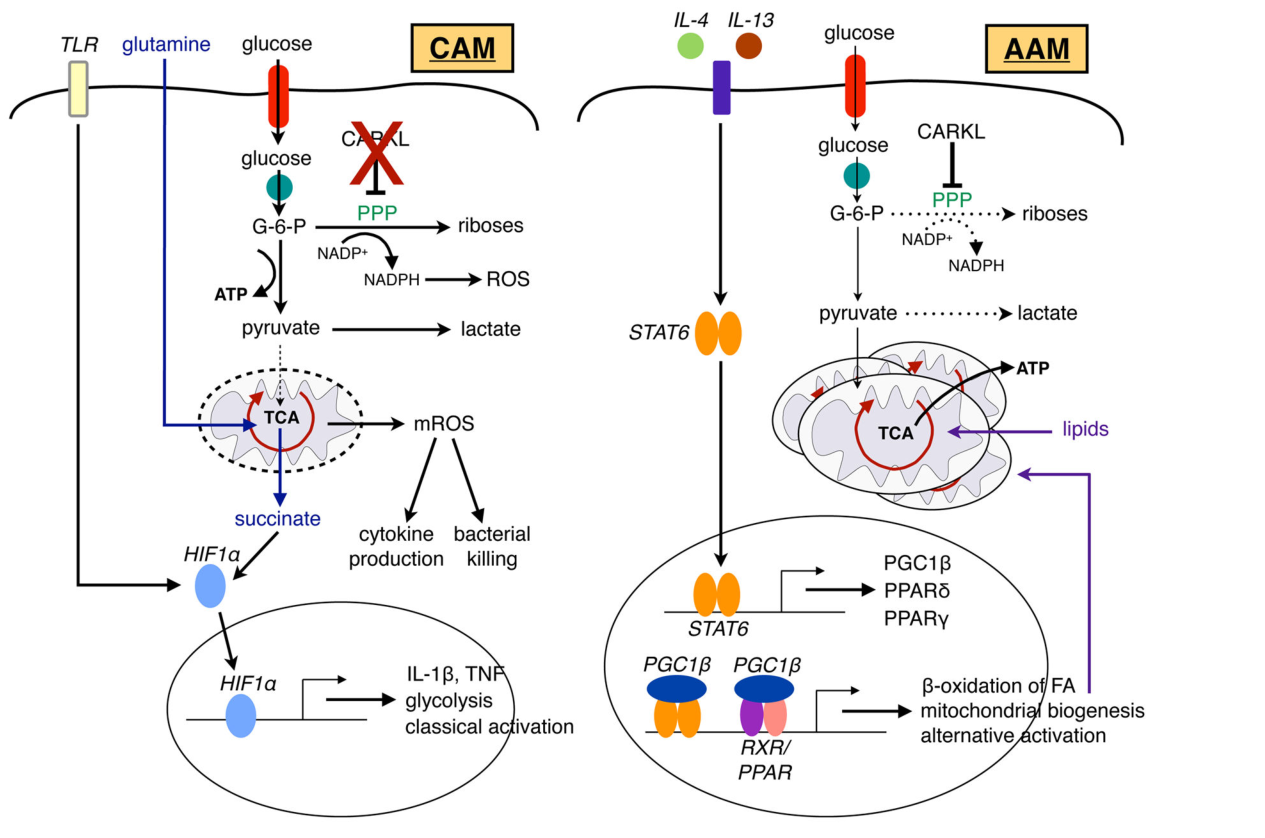 TLR
glutamine
glucose
CAM
glucose
CARKL
PPP
G-6-P
riboses
NADP+
NADPH
ROS
ATP
pyruvate
lactate
TCA
mROS
succinate
cytokine
production
bacterial
killing
HIF1α
HIF1α
IL-1β, TNF
glycolysis
classical activation
IL-4
IL-13
glucose
AAM
glucose
CARKL
PPP
G-6-P
riboses
NADP+
NADPH
STAT6
pyruvate
lactate
ATP
TCA
lipids
STAT6
PGC1β
PPARδ
PPARγ
PGC1β
PGC1β
RXR/
PPAR
β-oxidation of FA
mitochondrial biogenesis
alternative activation